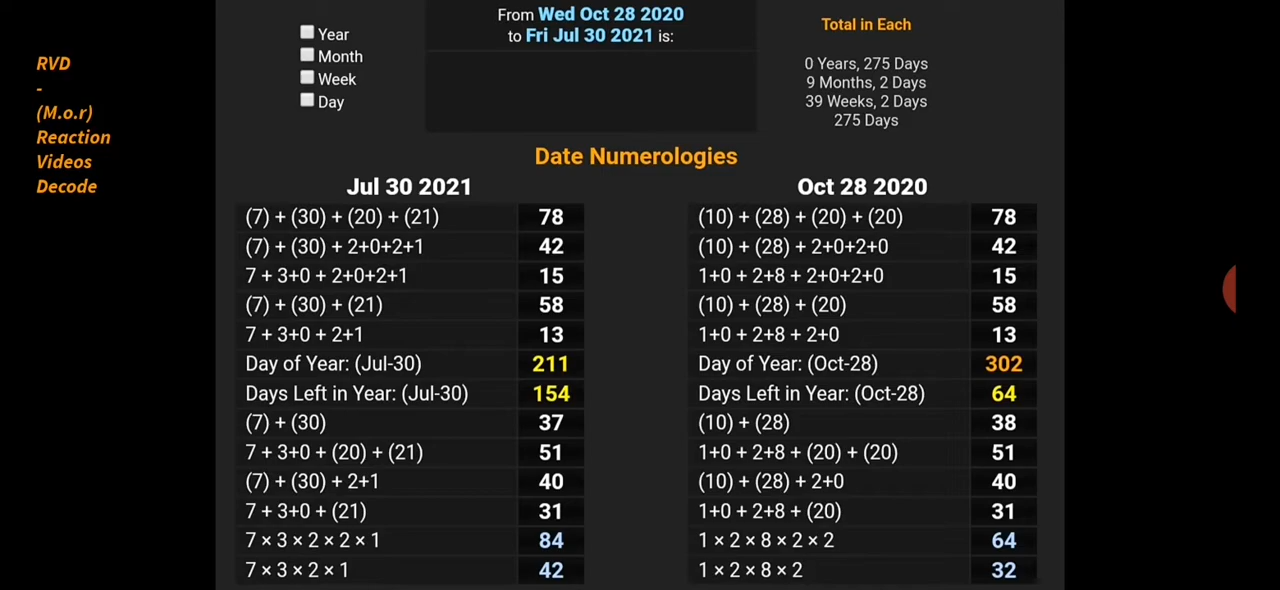 RVD
-
(M.o.r)
Reaction
Videos
Decode
Year
Month
Week
Day
From Wed Oct 28 2020
to Fri Jul 30 2021 is:
Total in Each
0 Years, 275 Days
9 Months, 2 Days
39 Weeks, 2 Days
275 Days
Date Numerologies
Jul 30 2021
(7) + (30) + (20) + (21) 78
(7) + (30) + 2+0+2+1 42
7 + 3+0 + 2+0+2+1 15
(7) + (30) + (21) 58
7 + 3+0 + 2+1 13
Day of Year: (Jul-30) 211
Days Left in Year: (Jul-30) 154
(7) + (30) 37
7 + 3+0 + (20) + (21) 51
(7) + (30) + 2+1 40
7 + 3+0 + (21) 31
7 × 3 × 2 × 2 × 1 84
7 × 3 × 2 × 1 42
Oct 28 2020
(10) + (28) + (20) + (20) 78
(10) + (28) + 2+0+2+0 42
1+0 + 2+8 + 2+0+2+0 15
(10) + (28) + (20) 58
1+0 + 2+8 + 2+0 13
Day of Year: (Oct-28) 302
Days Left in Year: (Oct-28) 64
(10) + (28) 38
1+0 + 2+8 + (20) + (20) 51
(10) + (28) + 2+0 40
1+0 + 2+8 + (20) 31
1 × 2 × 8 × 2 × 2 64
1 × 2 × 8 × 2 32